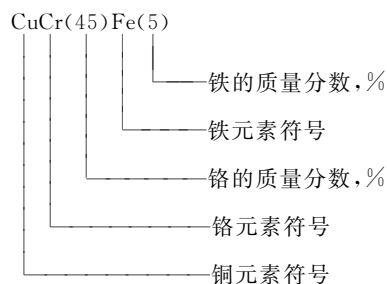 CuCr(45)Fe(5)
铁的质量分数,%
铁元素符号
铬的质量分数,%
铬元素符号
铜元素符号